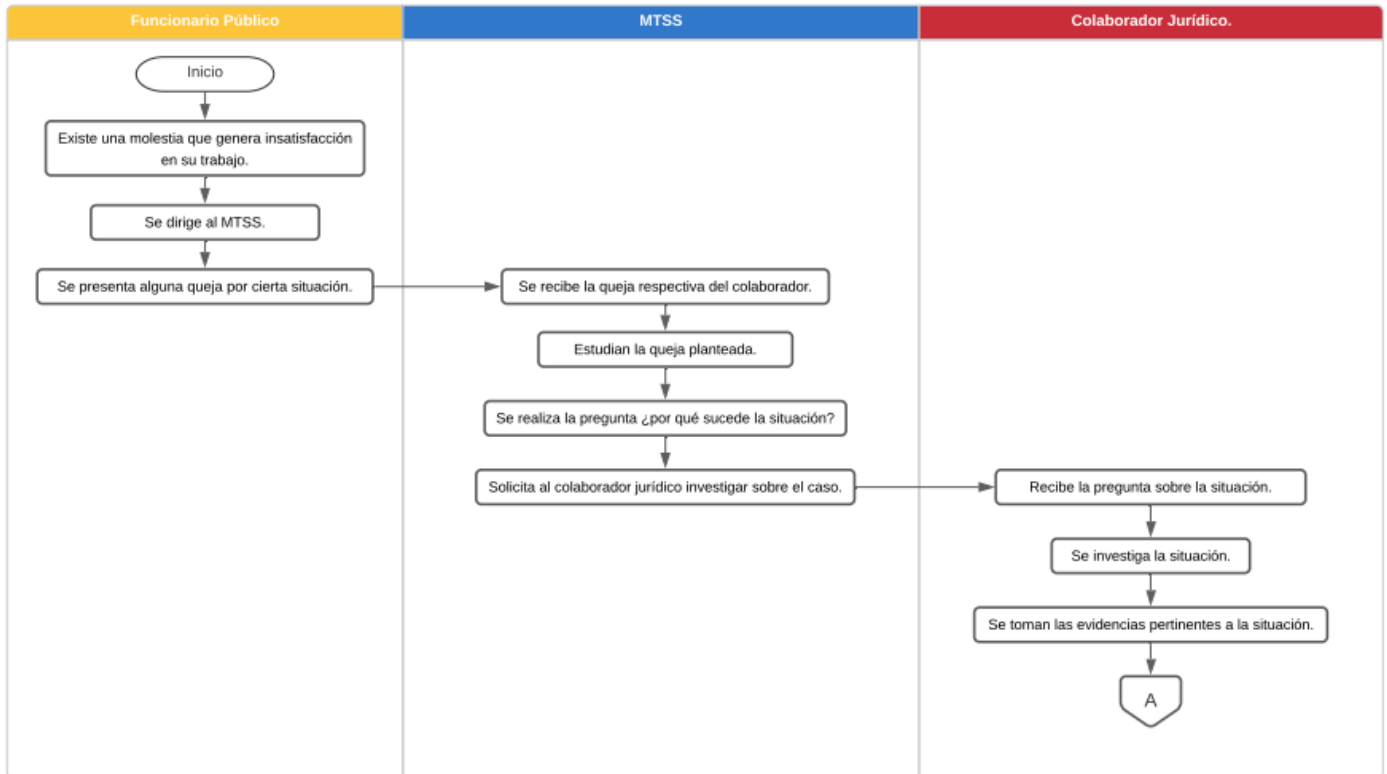 Funcionario Público
MTSS
Colaborador Jurídico.
Inicio
Existe una molestia que genera insatisfacción
en su trabajo.
Se dirige al MTSS.
Se presenta alguna queja por cierta situación.
Se recibe la queja respectiva del colaborador.
Estudian la queja planteada.
Se realiza la pregunta ¿por qué sucede la situación?
Solicita al colaborador jurídico investigar sobre el caso.
Recibe la pregunta sobre la situación.
Se investiga la situación.
Se toman las evidencias pertinentes a la situación.
A